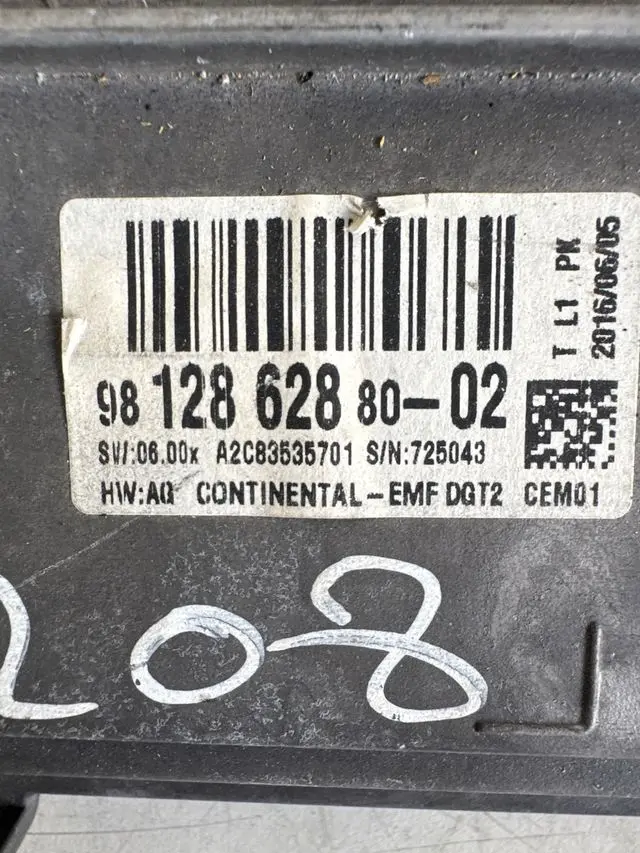 98 128 628 80-02
SW:06.00x A2C83535701 S/N:725043
HW:AQ CONTINENTAL-EMF DGT2 CEM01
T L1 PK
2016/06/05
208